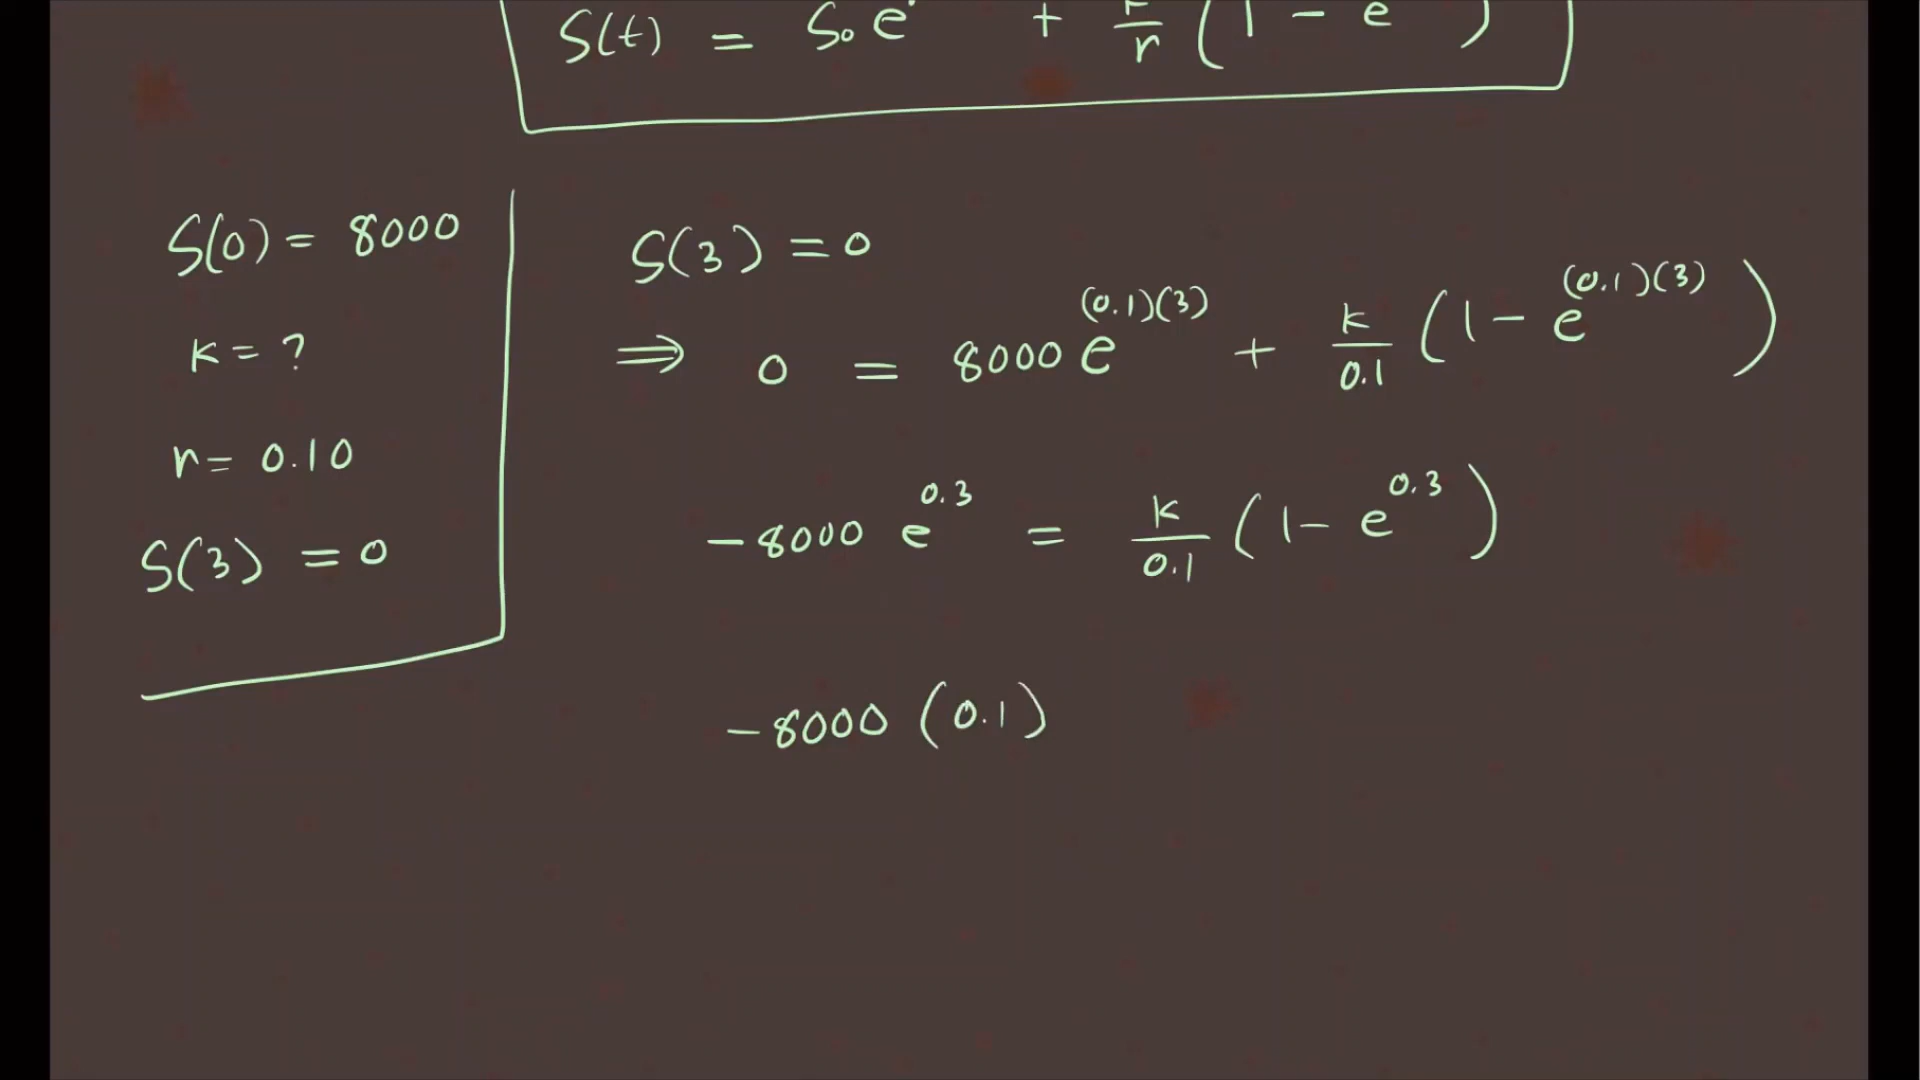 S(t) = S₀ e + k/r (1 - e )
S(0) = 8000
k = ?
r = 0.10
S(3) = 0
S(3) = 0
⇒ 0 = 8000 e^(0.1)(3) + k/0.1 (1 - e^(0.1)(3))
-8000 e^0.3 = k/0.1 (1 - e^0.3)
-8000 (0.1)